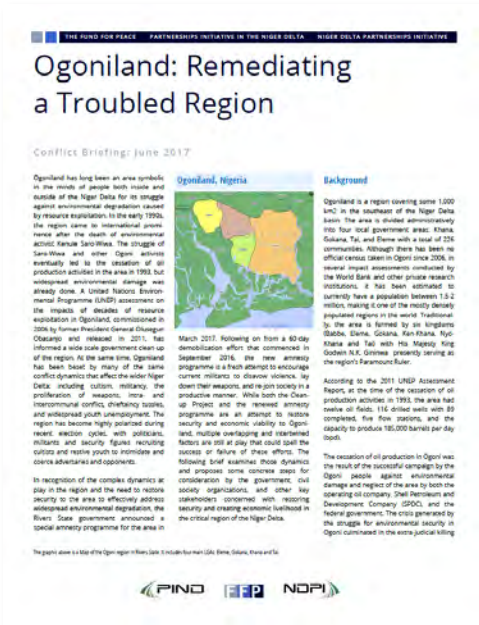 THE FUND FOR PEACE PARTNERSHIPS INITIATIVE IN THE NIGER DELTA NIGER DELTA PARTNERSHIPS INITIATIVE
Ogoniland: Remediating
a Troubled Region
Conflict Briefing: June 2017
Ogoniland has long been an area symbolic
in the minds of people both inside and
outside of the Niger Delta for its struggle
against environmental degradation caused
by resource exploitation. In the early 1990s,
the region came to international promi-
nence after the death of environmental
activist Kenule Saro-Wiwa. The struggle of
Saro-Wiwa and other Ogoni activists
eventually led to the cessation of oil
production activities in the area in 1993, but
widespread environmental damage was
already done. A United Nations Environ-
mental Programme (UNEP) assessment on
the impacts of decades of resource
exploitation in Ogoniland, commissioned in
2006 by former President General Olusegun
Obasanjo and released in 2011, has
informed a wide scale government clean up
of the region. At the same time, Ogoniland
has been beset by many of the same
conflict dynamics that affect the wider Niger
Delta; including cultism, militancy, the
proliferation of weapons, intra- and
intercommunal conflict, chieftaincy tussles,
and widespread youth unemployment. The
region has become highly polarized during
recent election cycles, with politicians,
militants and security figures recruiting
cultists and restive youth to intimidate and
coerce adversaries and opponents.
In recognition of the complex dynamics at
play in the region and the need to restore
security to the area to effectively address
widespread environmental degradation, the
Rivers State government announced a
special amnesty programme for the area in
Ogoniland, Nigeria
March 2017. Following on from a 60-day
demobilisation effort that commenced in
September 2016, the new amnesty
programme is a fresh attempt to encourage
current militants to disavow violence, lay
down their weapons, and re-join society in a
productive manner. While both the Clean-
up Project and the renewed amnesty
programme are an attempt to restore
security and economic viability to Ogoni-
land, multiple overlapping and intertwined
factors are still at play that could spell the
success or failure of these efforts. The
following brief examines those dynamics
and proposes some concrete steps for
consideration by the government, civil
society organizations, and other key
stakeholders concerned with restoring
security and creating economic livelihood in
the critical region of the Niger Delta.
Background
Ogoniland is a region covering some 1,000
km2 in the southeast of the Niger Delta
basin. The area is divided administratively
into four local government areas: Khana,
Gokana, Tai, and Eleme with a total of 226
communities. Although there has been no
official census taken in Ogoni since 2006, in
several impact assessments conducted by
the World Bank and other private research
institutions, it has been estimated to
currently have a population between 1.5-2
million, making it one of the mostly densely
populated regions in the world. Traditional-
ly, the area is formed by six kingdoms
(Babbe, Eleme, Gokana, Ken-Khana, Nyo-
Khana and Tai) with His Majesty King
Godwin N.K. Gininwa presently serving as
the region's Paramount Ruler.
According to the 2011 UNEP Assessment
Report, at the time of the cessation of oil
production activities in 1993, the area had
twelve oil fields, 116 drilled wells with 89
completed, five flow stations, and the
capacity to produce 185,000 barrels per day
(bpd).
The cessation of oil production in Ogoni was
the result of the successful campaign by the
Ogoni people against environmental
damage and neglect of the area by both the
operating oil company, Shell Petroleum and
Development Company (SPDC), and the
federal government. The crisis generated by
the struggle for environmental security in
Ogoni culminated in the extra-judicial killing
The graphic above is a Map of the Ogoni region in Rivers State. It includes four main LGAs: Eleme, Gokana, Khana and Tai.
PIND FFP NDPI